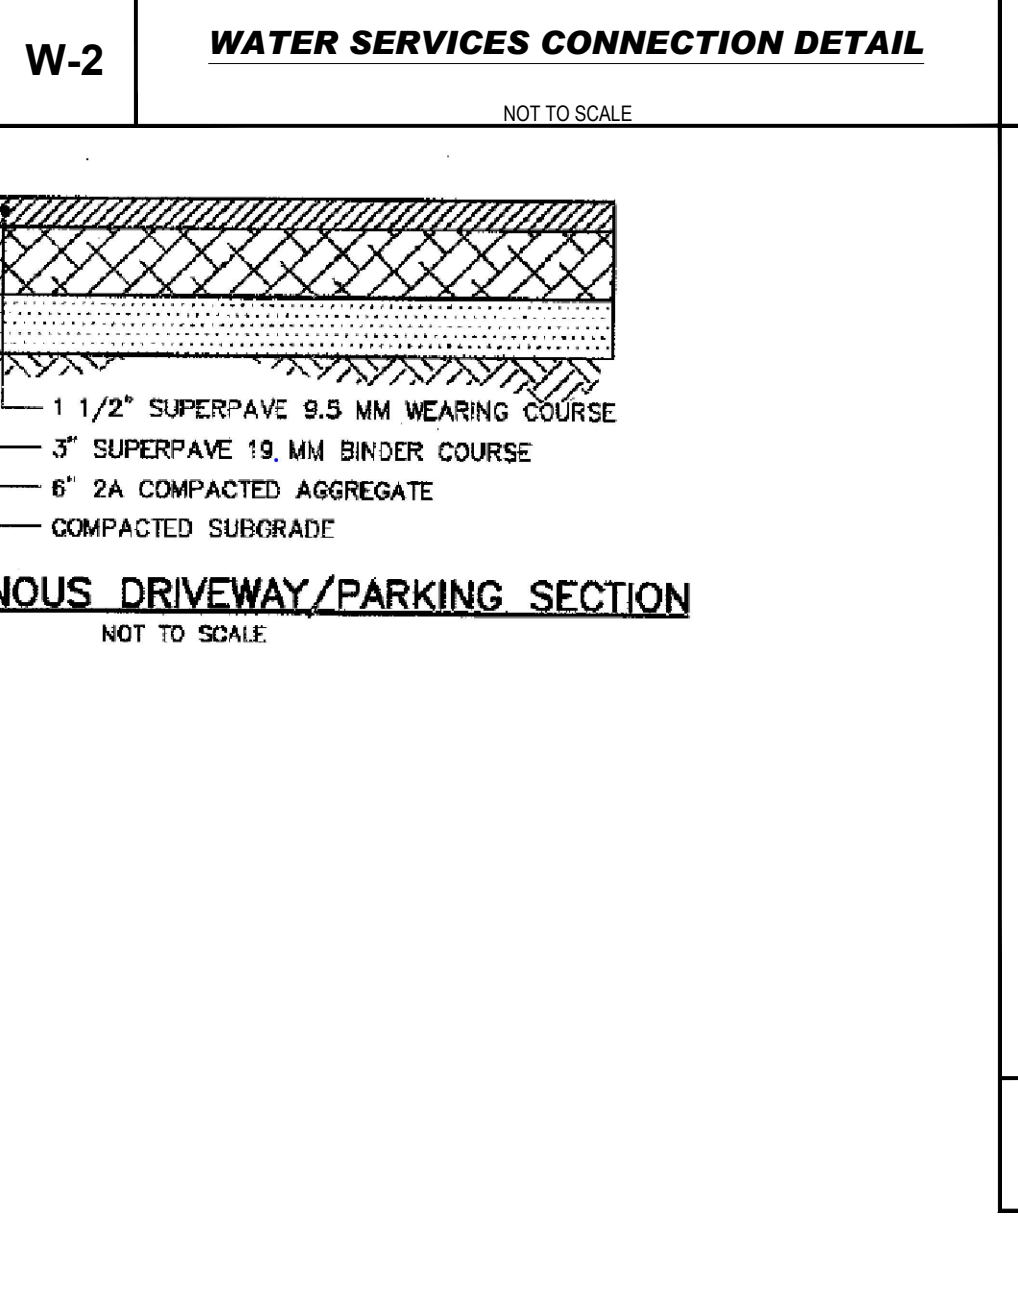 W-2
WATER SERVICES CONNECTION DETAIL
NOT TO SCALE
1 1/2" SUPERPAVE 9.5 MM WEARING COURSE
3" SUPERPAVE 19. MM BINDER COURSE
6" 2A COMPACTED AGGREGATE
COMPACTED SUBGRADE
NOUS DRIVEWAY/PARKING SECTION
NOT TO SCALE